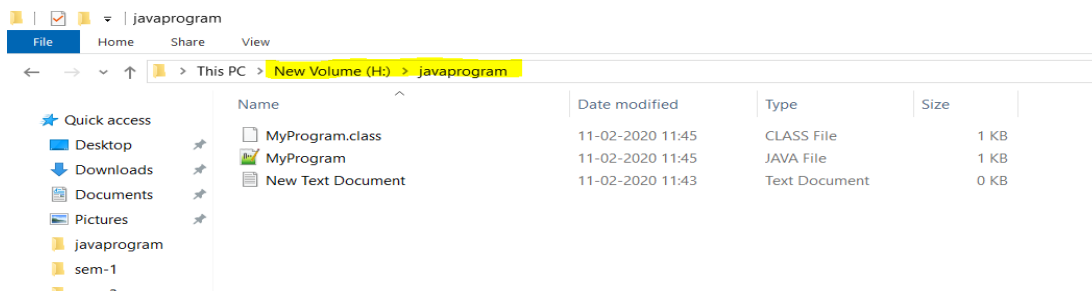 javaprogram
File Home Share View
This PC > New Volume (H:) > javaprogram
Name Date modified Type Size
Quick access
Desktop
Downloads
Documents
Pictures
javaprogram
sem-1
MyProgram.class 11-02-2020 11:45 CLASS File 1 KB
MyProgram 11-02-2020 11:45 JAVA File 1 KB
New Text Document 11-02-2020 11:43 Text Document 0 KB